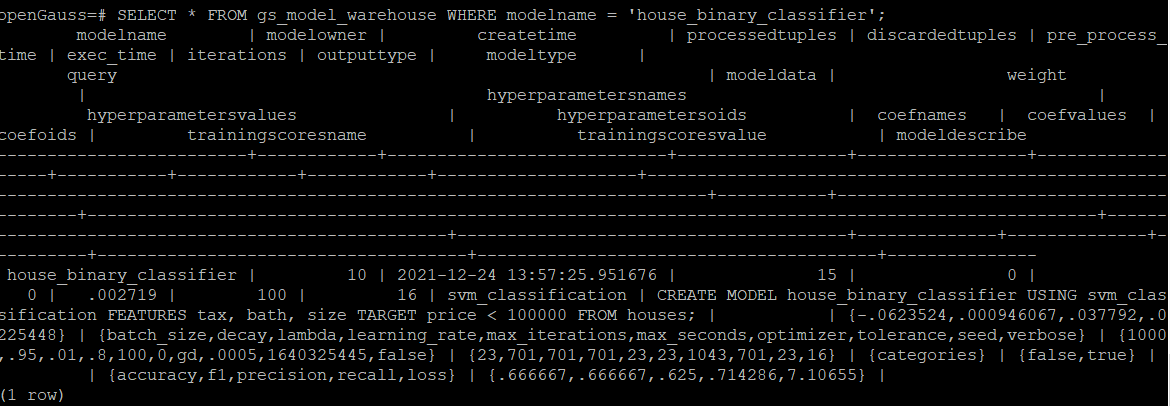 openGauss=# SELECT * FROM gs_model_warehouse WHERE modelname = 'house_binary_classifier';
modelname | modelowner | createtime | processedtuples | discardedtuples | pre_process_
time | exec_time | iterations | outputtype | modeltype |
query | modeldata | weight
| hyperparametersnames |
hyperparametersvalues | hyperparametersoids | coefnames | coefvalues |
coefoids | trainingscoresname | trainingscoresvalue | modeldescribe
---------------------------+------------+-------------------------------+-----------------+-----------------+--------------
-----+-----------+------------+------------+--------------------+--------------------------------------------------------
-----------------------------------------------------------------------------+-----------+------------------------------------
---------+-------------------------------------------------------------------------------------------------------------+------
-------------------------------------------------+------------------------------------------+---------------+---------------+-
----------+----------------------------------------+-------------------------------------------+---------------
house_binary_classifier | 10 | 2021-12-24 13:57:25.951676 | 15 | 0 |
0 | .002719 | 100 | 16 | svm_classification | CREATE MODEL house_binary_classifier USING svm_clas
sification FEATURES tax, bath, size TARGET price < 100000 FROM houses; | | {-.0623524,.000946067,.037792,.0
225448} | {batch_size,decay,lambda,learning_rate,max_iterations,max_seconds,optimizer,tolerance,seed,verbose} | {1000
,.95,.01,.8,100,0,gd,.0005,1640325445,false} | {23,701,701,701,23,23,1043,701,23,16} | {categories} | {false,true} |
| {accuracy,f1,precision,recall,loss} | {.666667,.666667,.625,.714286,7.10655} |
(1 row)